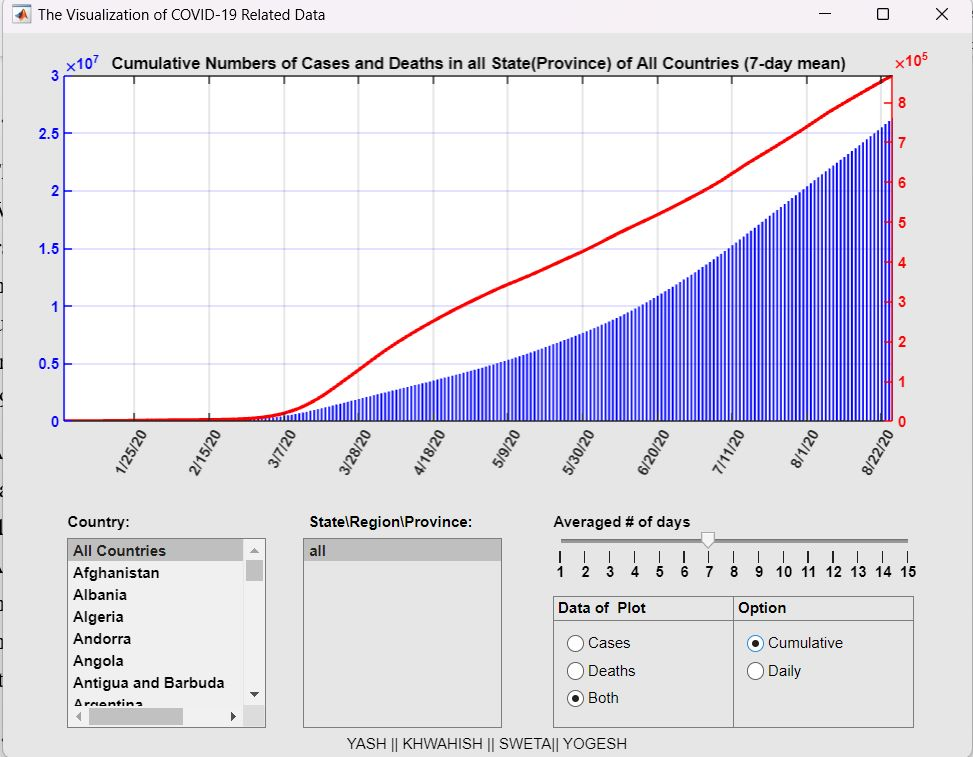 The Visualization of COVID-19 Related Data
Cumulative Numbers of Cases and Deaths in all State(Province) of All Countries (7-day mean)
×10^7
3
2.5
2
1.5
1
0.5
0
×10^5
8
7
6
5
4
3
2
1
0
1/25/20 2/15/20 3/7/20 3/28/20 4/18/20 5/9/20 5/30/20 6/20/20 7/11/20 8/1/20 8/22/20
Country:
All Countries
Afghanistan
Albania
Algeria
Andorra
Angola
Antigua and Barbuda
Argentina
State\Region\Province:
all
Averaged # of days
1 2 3 4 5 6 7 8 9 10 11 12 13 14 15
Data of Plot
Cases
Deaths
Both
Option
Cumulative
Daily
YASH || KHWAHISH || SWETA|| YOGESH